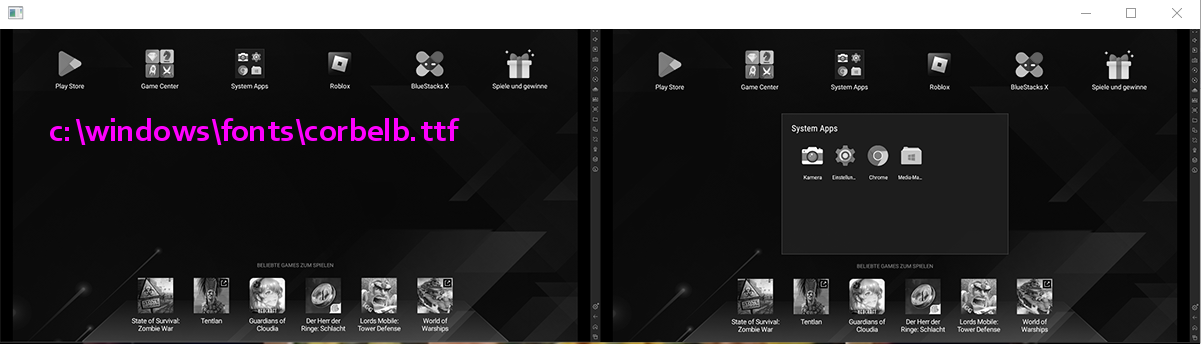 Play Store
Game Center
System Apps
Roblox
BlueStacks X
Spiele und gewinne
c:\windows\fonts\corbelb.ttf
BELIEBTE GAMES ZUM SPIELEN
State of Survival:
Zombie War
Tentlan
Guardians of
Cloudia
Der Herr der
Ringe: Schlacht
Lords Mobile:
Tower Defense
World of
Warships
Play Store
Game Center
System Apps
Roblox
BlueStacks X
Spiele und gewinne
System Apps
Kamera
Einstellun...
Chrome
Media-Ma...
BELIEBTE GAMES ZUM SPIELEN
State of Survival:
Zombie War
Tentlan
Guardians of
Cloudia
Der Herr der
Ringe: Schlacht
Lords Mobile:
Tower Defense
World of
Warships